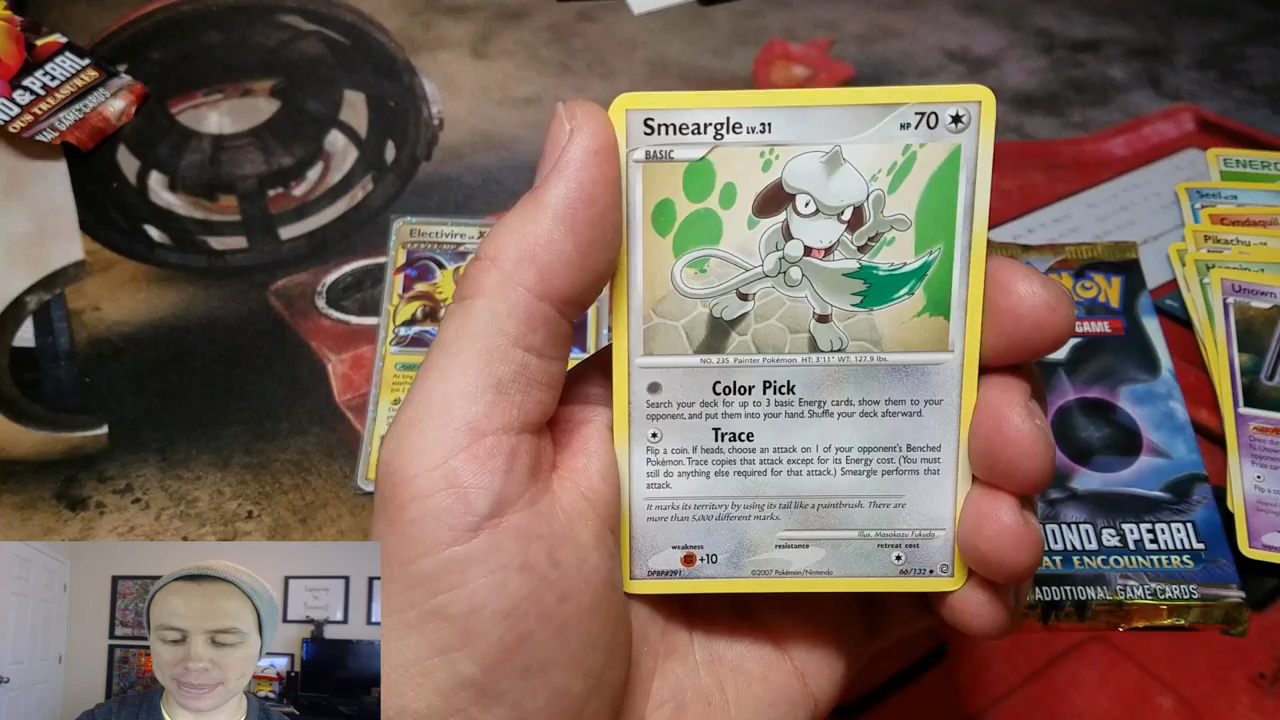 ND & PEARL
OUS TREASURES
NAL GAME CARDS
Electivire LV.X
LEVEL-UP
Smeargle LV.31
HP 70
BASIC
NO. 235 Painter Pokémon HT: 3'11" WT: 127.9 lbs.
Color Pick
Search your deck for up to 3 basic Energy cards, show them to your
opponent, and put them into your hand. Shuffle your deck afterward.
Trace
Flip a coin. If heads, choose an attack on 1 of your opponent's Benched
Pokémon. Trace copies that attack except for its Energy cost. (You must
still do anything else required for that attack.) Smeargle performs that
attack.
It marks its territory by using its tail like a paintbrush. There are
more than 5,000 different marks.
Illus. Masakazu Fukuda
weakness
resistance
retreat cost
+10
DPBP#291
©2007 Pokémon/Nintendo
66/132
ENERG
Seel
Cyndaquil
Pikachu
Unown
MON
GAME
MOND & PEARL
AT ENCOUNTERS
ADDITIONAL GAME CARDS